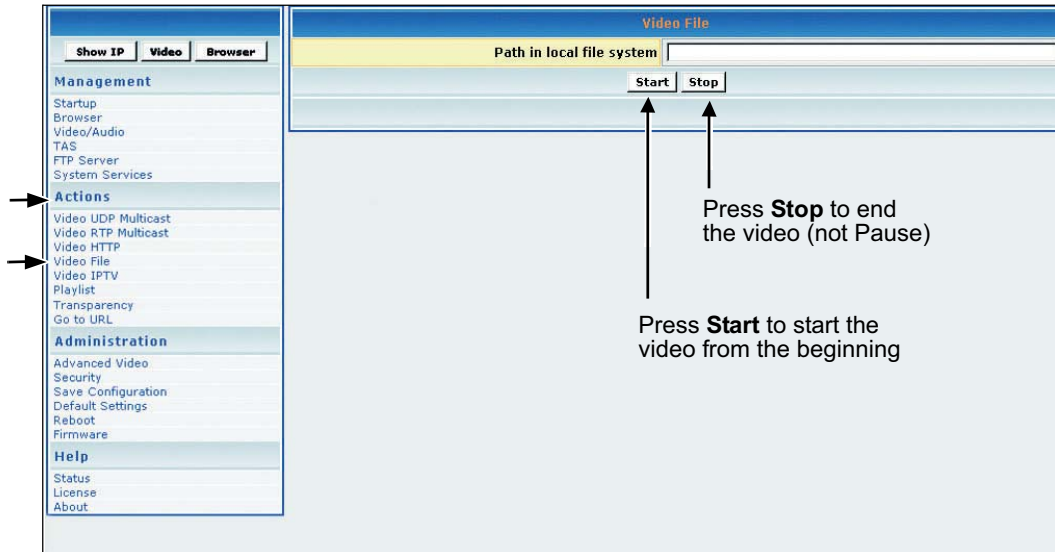 Show IP Video Browser
Management
Startup
Browser
Video/Audio
TAS
FTP Server
System Services
Actions
Video UDP Multicast
Video RTP Multicast
Video HTTP
Video File
Video IPTV
Playlist
Transparency
Go to URL
Administration
Advanced Video
Security
Save Configuration
Default Settings
Reboot
Firmware
Help
Status
License
About
Video File
Path in local file system
Start Stop
Press Stop to end
the video (not Pause)
Press Start to start the
video from the beginning